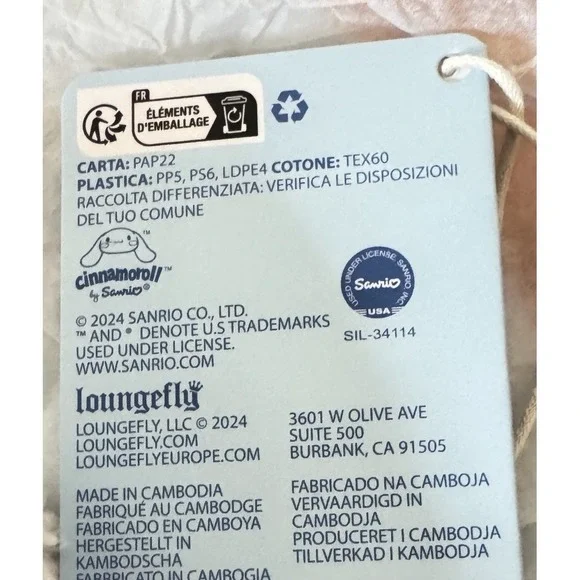 FR
ÉLÉMENTS
D'EMBALLAGE
CARTA: PAP22
PLASTICA: PP5, PS6, LDPE4 COTONE: TEX60
RACCOLTA DIFFERENZIATA: VERIFICA LE DISPOSIZIONI
DEL TUO COMUNE
cinnamoroll™
by Sanrio®
USED UNDER LICENSE, SANRIO, INC.
Sanrio
USA
SIL-34114
© 2024 SANRIO CO., LTD.
™ AND ® DENOTE U.S TRADEMARKS
USED UNDER LICENSE.
WWW.SANRIO.COM
loungefly
LOUNGEFLY, LLC © 2024
LOUNGEFLY.COM
LOUNGEFLYEUROPE.COM
3601 W OLIVE AVE
SUITE 500
BURBANK, CA 91505
MADE IN CAMBODIA
FABRIQUÉ AU CAMBODGE
FABRICADO EN CAMBOYA
HERGESTELLT IN
KAMBODSCHA
FABBRICATO IN CAMBOGIA
FABRICADO NA CAMBOJA
VERVAARDIGD IN
CAMBODJA
PRODUCERET I CAMBODJA
TILLVERKAD I KAMBODJA